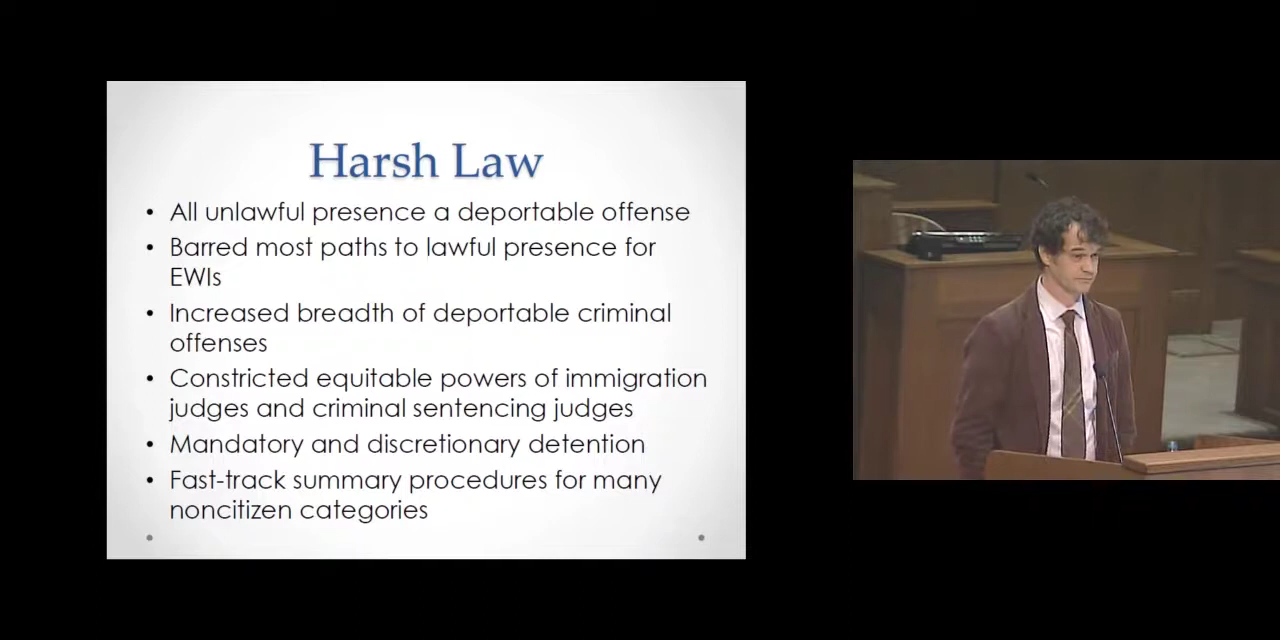 Harsh Law
• All unlawful presence a deportable offense
• Barred most paths to lawful presence for
EWIs
• Increased breadth of deportable criminal
offenses
• Constricted equitable powers of immigration
judges and criminal sentencing judges
• Mandatory and discretionary detention
• Fast-track summary procedures for many
noncitizen categories